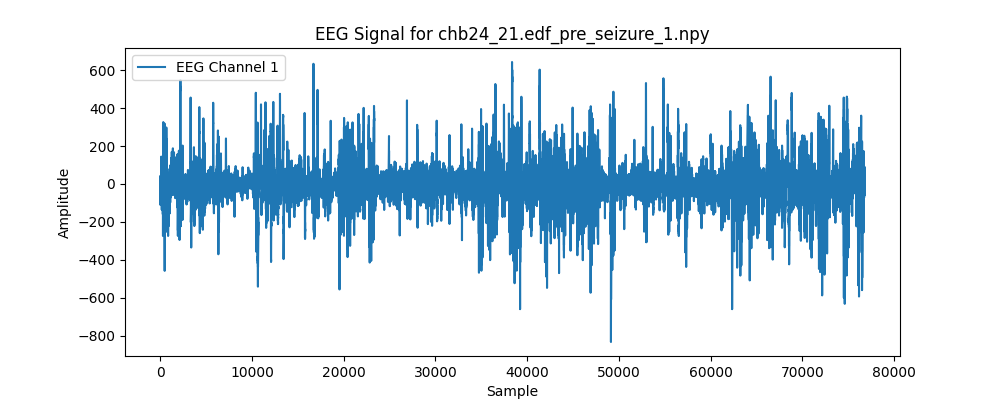 EEG Signal for chb24_21.edf_pre_seizure_1.npy
EEG Channel 1
600
400
200
0
−200
−400
−600
−800
Amplitude
0 10000 20000 30000 40000 50000 60000 70000 80000
Sample